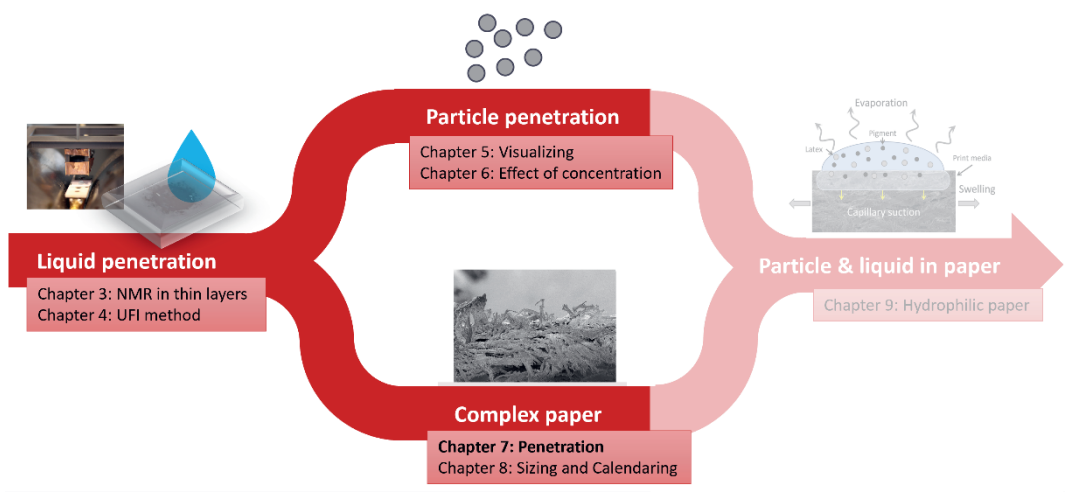 Particle penetration
Chapter 5: Visualizing
Chapter 6: Effect of concentration
Liquid penetration
Chapter 3: NMR in thin layers
Chapter 4: UFI method
Complex paper
Chapter 7: Penetration
Chapter 8: Sizing and Calendaring
Evaporation
Pigment
Latex
Print media
Swelling
Capillary suction
Particle & liquid in paper
Chapter 9: Hydrophilic paper